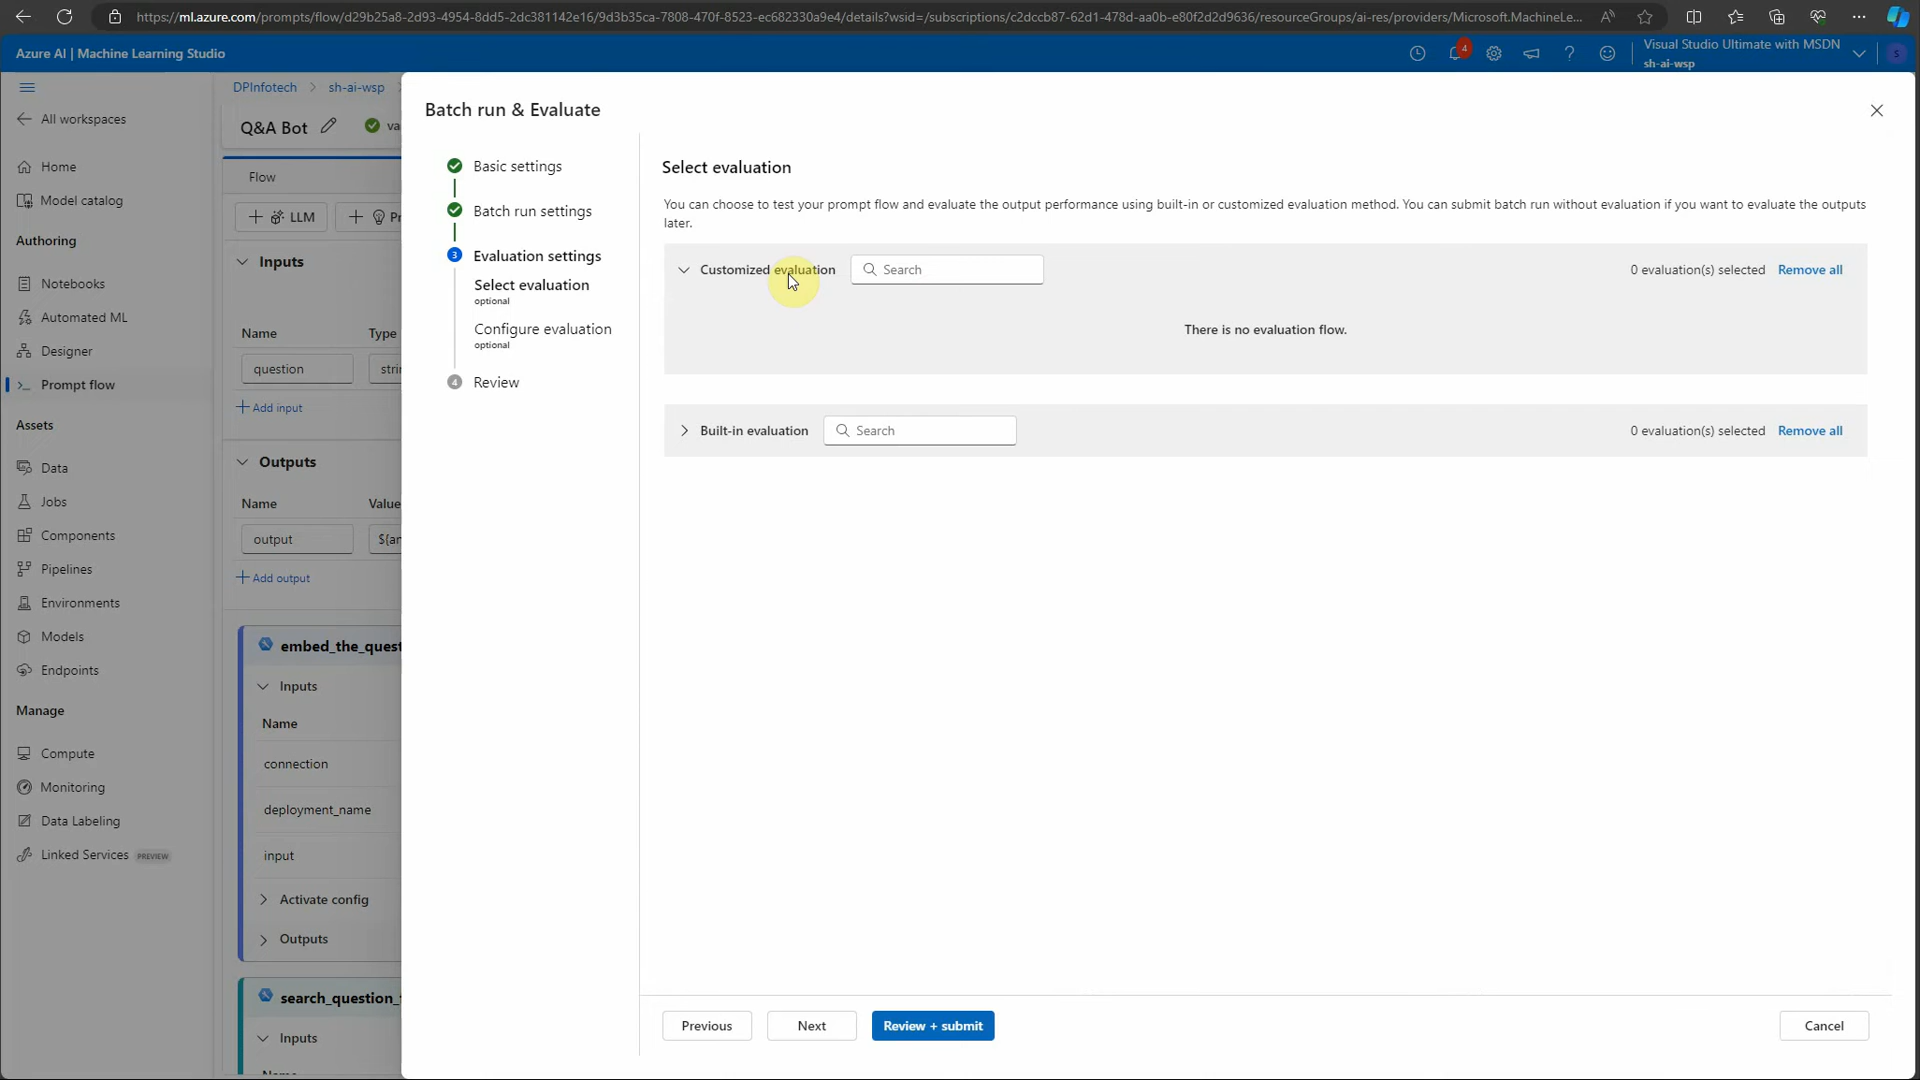 https://ml.azure.com/prompts/flow/d29b25a8-2d93-4954-8dd5-2dc381142e16/9d3b35ca-7808-470f-8523-ec682330a9e4/details?wsid=/subscriptions/c2dccb87-62d1-478d-aa0b-e80f2d2d9636/resourceGroups/ai-res/providers/Microsoft.MachineLe...
Azure AI | Machine Learning Studio
4
Visual Studio Ultimate with MSDN
sh-ai-wsp
S
All workspaces
Home
Model catalog
Authoring
Notebooks
Automated ML
Designer
Prompt flow
Assets
Data
Jobs
Components
Pipelines
Environments
Models
Endpoints
Manage
Compute
Monitoring
Data Labeling
Linked Services PREVIEW
DPInfotech > sh-ai-wsp
Q&A Bot va
Flow
LLM Pr
Inputs
Name Type
question stri
Add input
Outputs
Name Value
output ${an
Add output
embed_the_quest
Inputs
Name
connection
deployment_name
input
Activate config
Outputs
search_question_
Inputs
Name
Batch run & Evaluate
Basic settings
Batch run settings
3 Evaluation settings
Select evaluation
optional
Configure evaluation
optional
4 Review
Select evaluation
You can choose to test your prompt flow and evaluate the output performance using built-in or customized evaluation method. You can submit batch run without evaluation if you want to evaluate the outputs
later.
Customized evaluation Search 0 evaluation(s) selected Remove all
There is no evaluation flow.
Built-in evaluation Search 0 evaluation(s) selected Remove all
Previous Next Review + submit Cancel